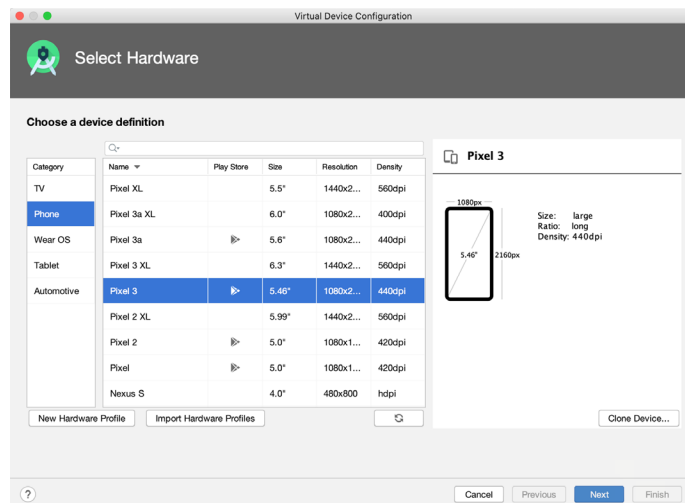 Virtual Device Configuration
Select Hardware
Choose a device definition
Category
TV
Phone
Wear OS
Tablet
Automotive
Name Play Store Size Resolution Density
Pixel XL 5.5" 1440x2... 560dpi
Pixel 3a XL 6.0" 1080x2... 400dpi
Pixel 3a 5.6" 1080x2... 440dpi
Pixel 3 XL 6.3" 1440x2... 560dpi
Pixel 3 5.46" 1080x2... 440dpi
Pixel 2 XL 5.99" 1440x2... 560dpi
Pixel 2 5.0" 1080x1... 420dpi
Pixel 5.0" 1080x1... 420dpi
Nexus S 4.0" 480x800 hdpi
New Hardware Profile Import Hardware Profiles
Pixel 3
1080px
5.46" 2160px
Size: large
Ratio: long
Density: 440dpi
Clone Device...
? Cancel Previous Next Finish